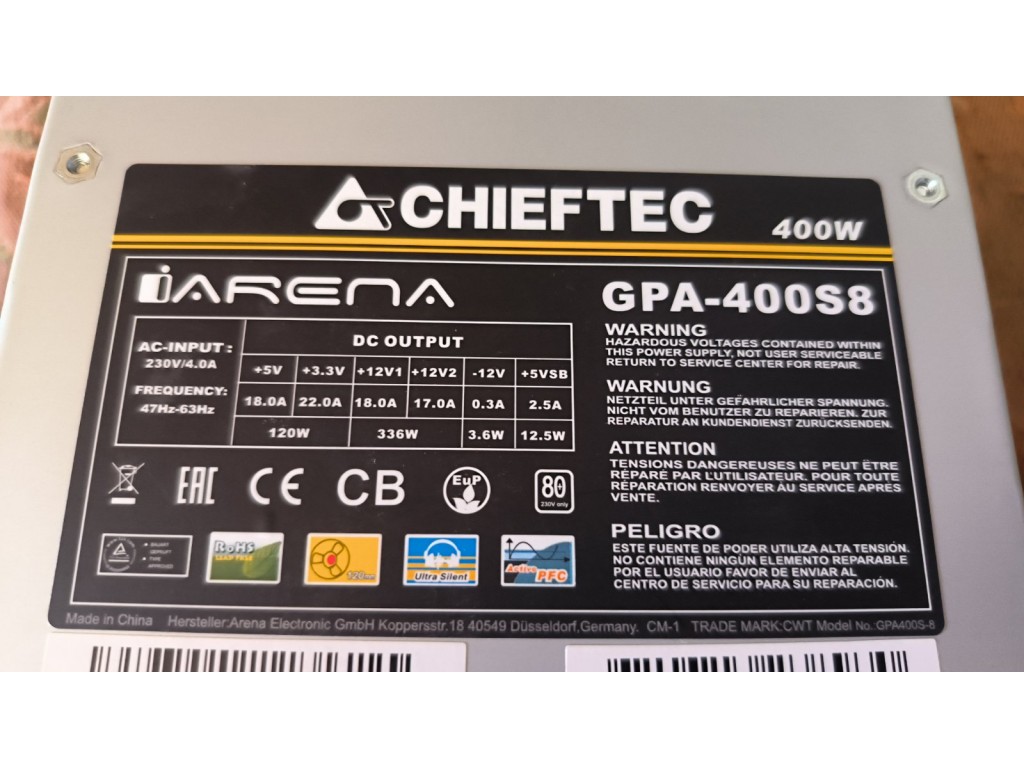 CHIEFTEC
400W
iARENA
GPA-400S8
AC-INPUT :
230V/4.0A
FREQUENCY:
47Hz-63Hz
DC OUTPUT
+5V +3.3V +12V1 +12V2 -12V +5VSB
18.0A 22.0A 18.0A 17.0A 0.3A 2.5A
120W 336W 3.6W 12.5W
WARNING
HAZARDOUS VOLTAGES CONTAINED WITHIN
THIS POWER SUPPLY, NOT USER SERVICEABLE
RETURN TO SERVICE CENTER FOR REPAIR.
WARNUNG
NETZTEIL UNTER GEFÄHRLICHER SPANNUNG.
NICHT VOM BENUTZER ZU REPARIEREN. ZUR
REPARATUR AN KUNDENDIENST ZURÜCKSENDEN.
ATTENTION
TENSIONS DANGEREUSES NE PEUT ÊTRE
RÉPARÉ PAR L'UTILISATEUR. POUR TOUTE
RÉPARATION RENVOYER AU SERVICE APRES
VENTE.
PELIGRO
ESTE FUENTE DE PODER UTILIZA ALTA TENSIÓN.
NO CONTIENE NINGÚN ELEMENTO REPARABLE
POR EL USUARIO FAVOR DE ENVIAR AL
CENTRO DE SERVICIO PARA SU REPARACIÓN.
EAC CE CB EuP 80
230V only
RoHS
120mm
Ultra Silent
Active PFC
Made in China Hersteller:Arena Electronic GmbH Koppersstr.18 40549 Düsseldorf,Germany. CM-1 TRADE MARK:CWT Model No.:GPA400S-8